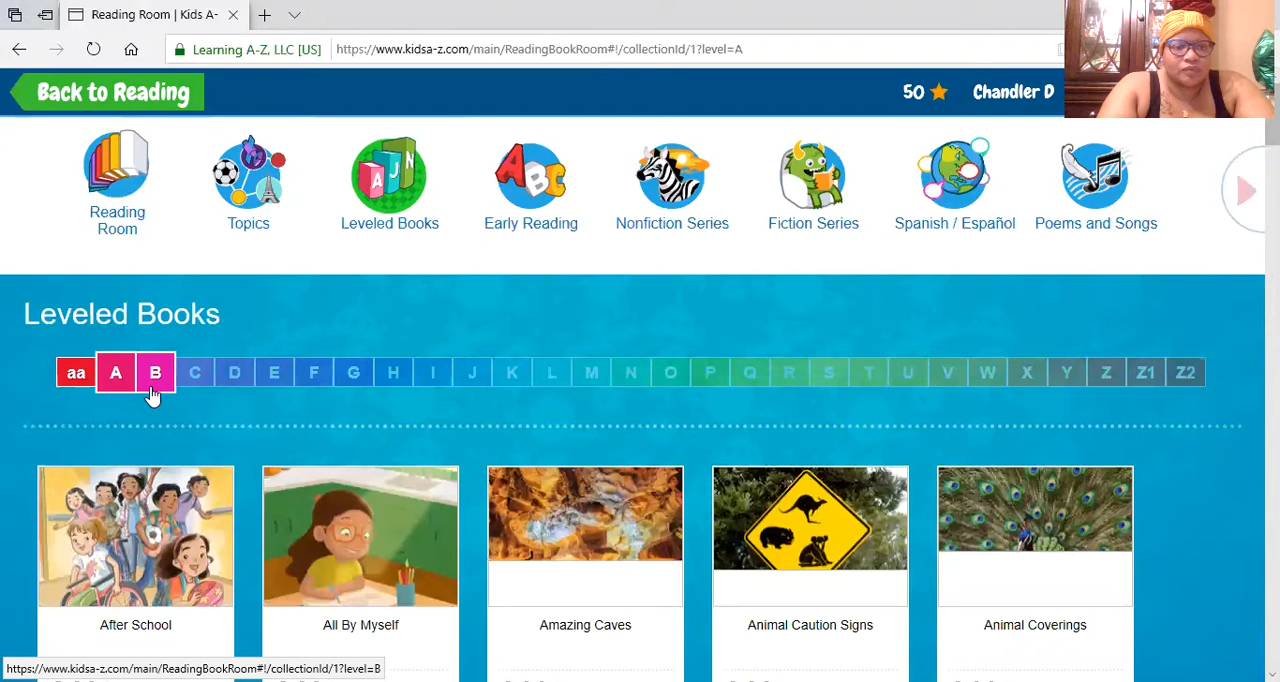 Reading Room | Kids A-
Learning A-Z, LLC [US]
https://www.kidsa-z.com/main/ReadingBookRoom#!/collectionId/1?level=A
Back to Reading
50
Chandler D
Reading
Room
Topics
Leveled Books
Early Reading
Nonfiction Series
Fiction Series
Spanish / Español
Poems and Songs
Leveled Books
aa A B C D E F G H I J K L M N O P Q R S T U V W X Y Z Z1 Z2
After School
All By Myself
Amazing Caves
Animal Caution Signs
Animal Coverings
https://www.kidsa-z.com/main/ReadingBookRoom#!/collectionId/1?level=B